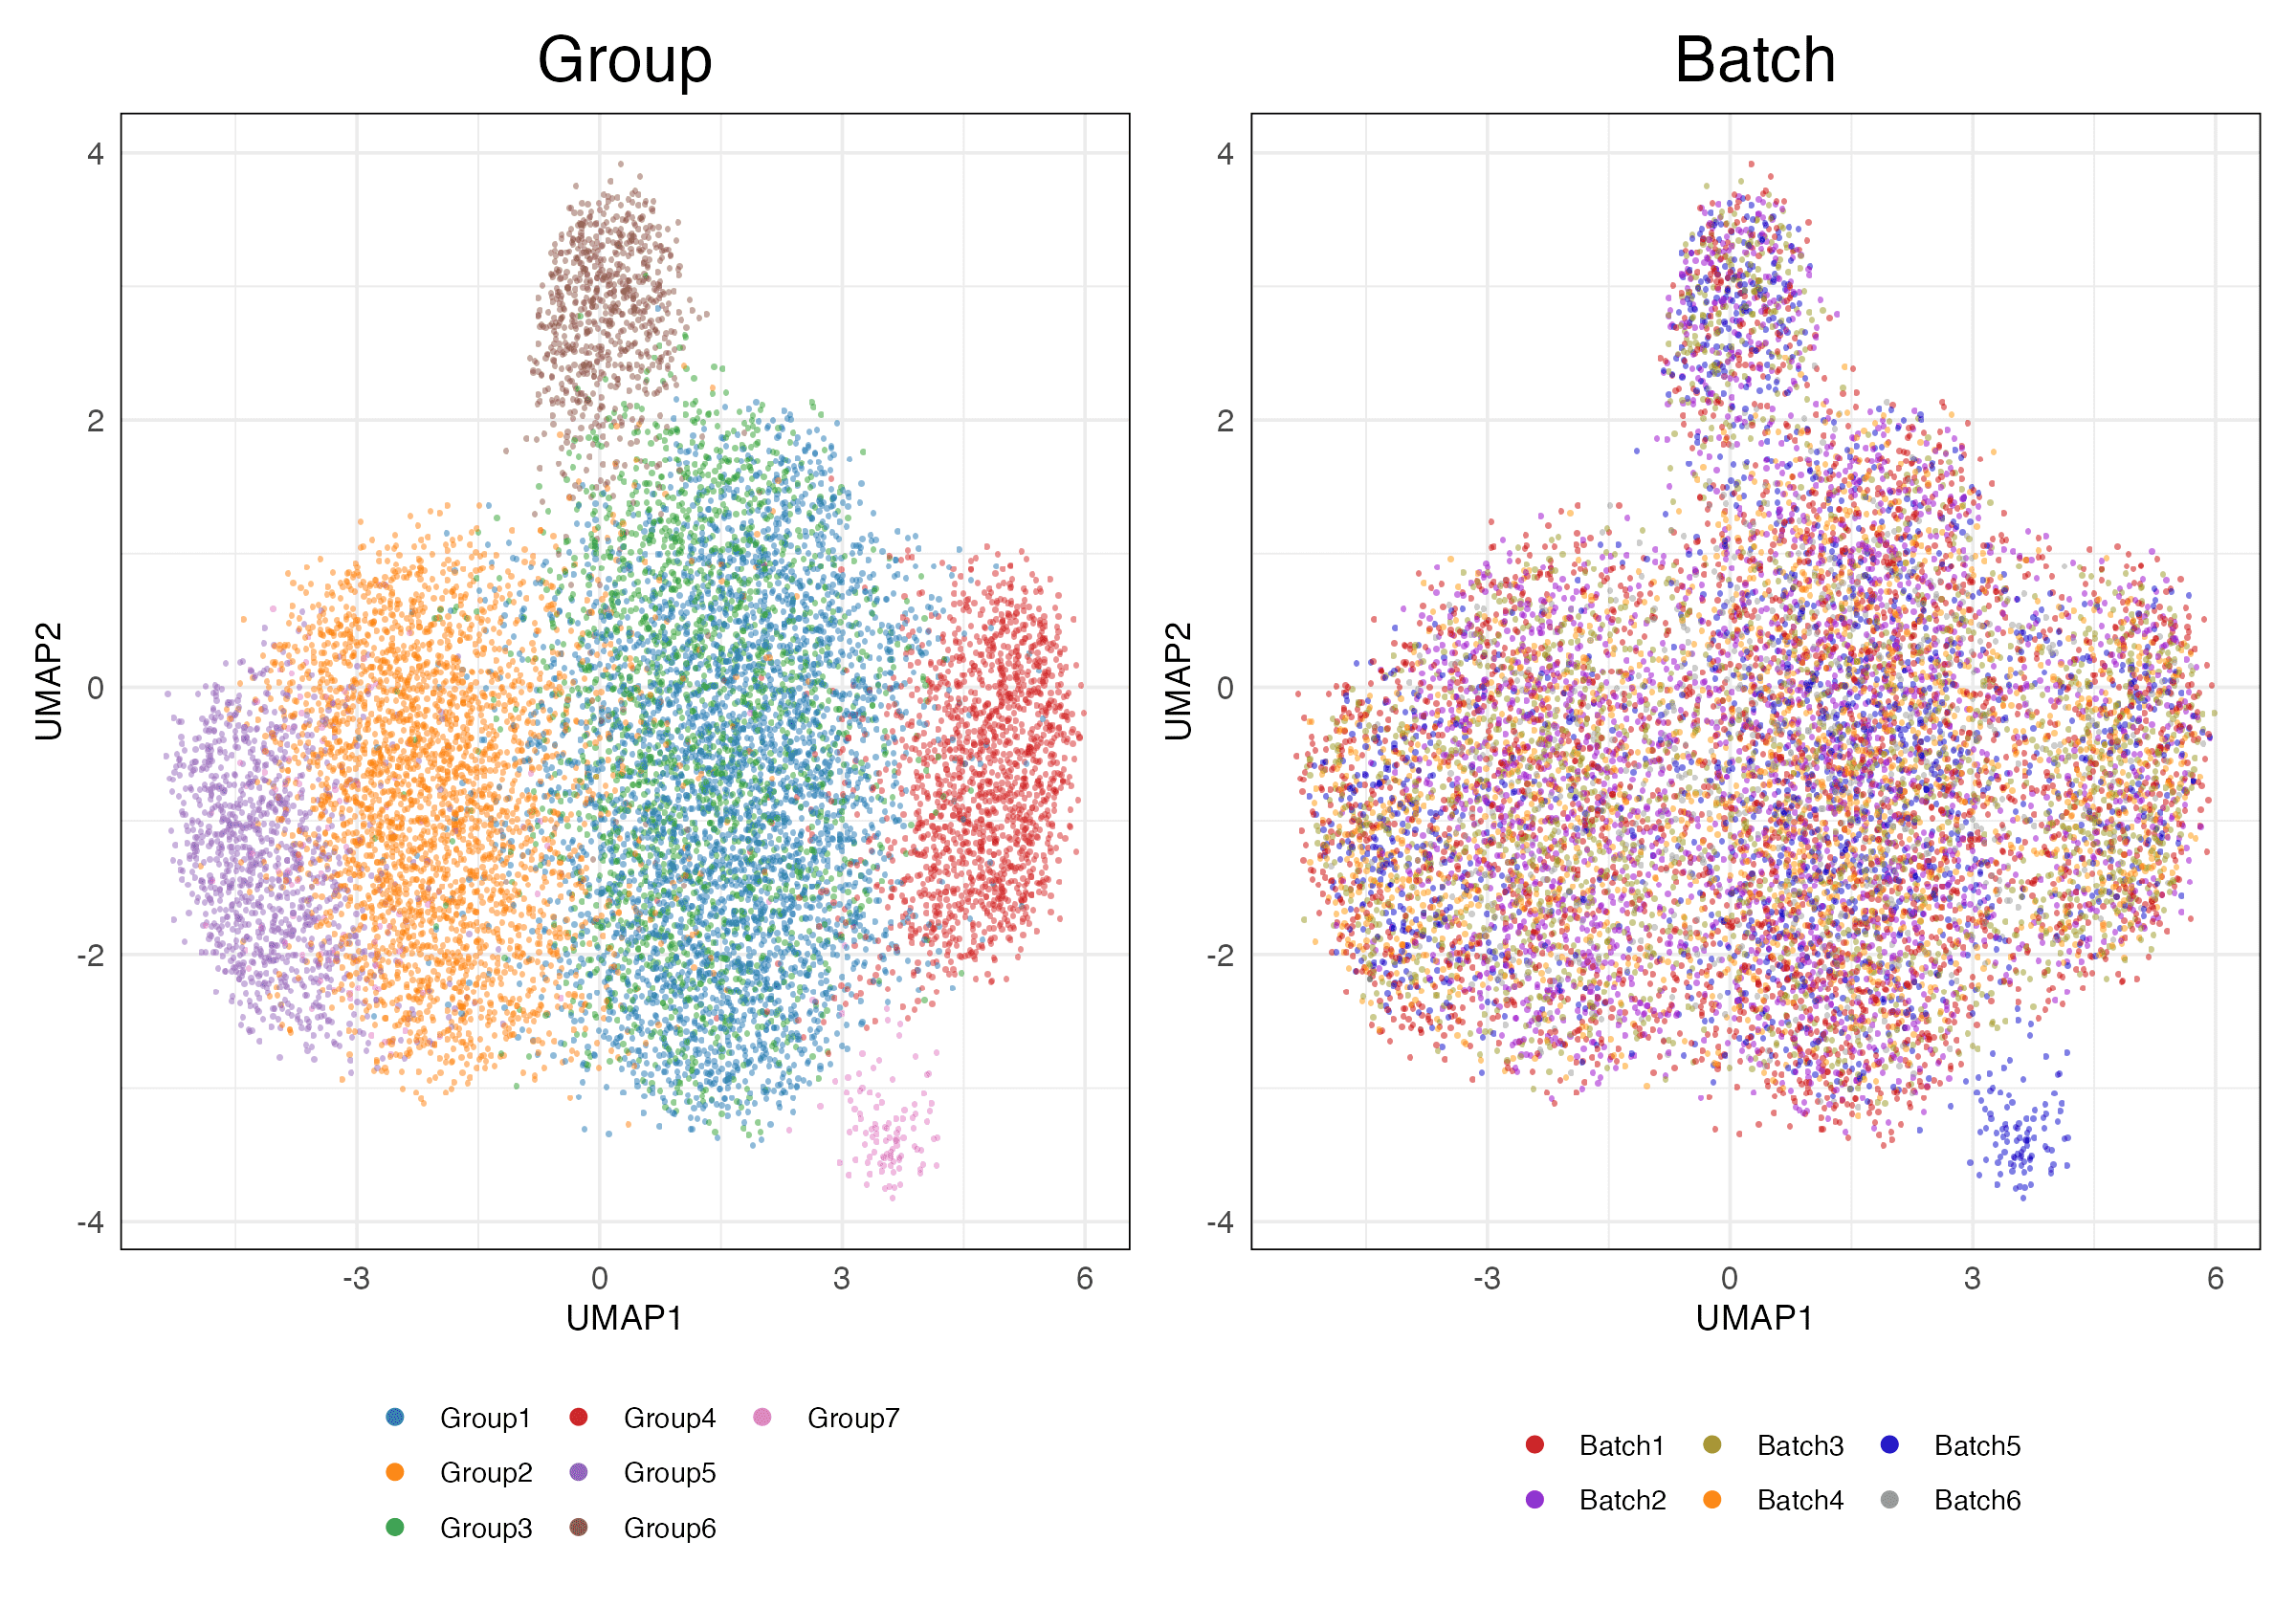 Group
Batch
4
2
0
-2
-4
UMAP2
-3
0
3
6
UMAP1
4
2
0
-2
-4
UMAP2
-3
0
3
6
UMAP1
Group1
Group4
Group7
Group2
Group5
Group3
Group6
Batch1
Batch3
Batch5
Batch2
Batch4
Batch6